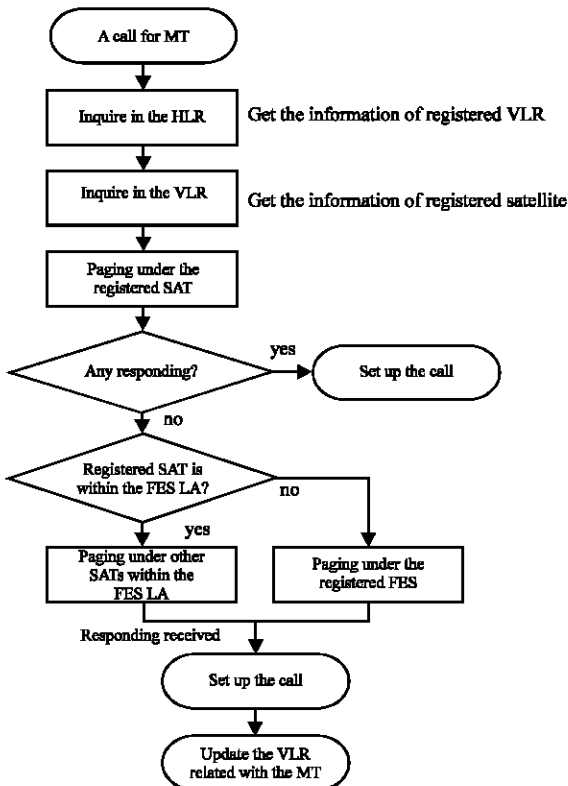 A call for MT
Inquire in the HLR
Get the information of registered VLR
Inquire in the VLR
Get the information of registered satellite
Paging under the
registered SAT
Any responding?
yes
Set up the call
no
Registered SAT is
within the FES LA?
no
yes
Paging under other
SATs within the
FES LA
Paging under the
registered FES
Responding received
Set up the call
Update the VLR
related with the MT